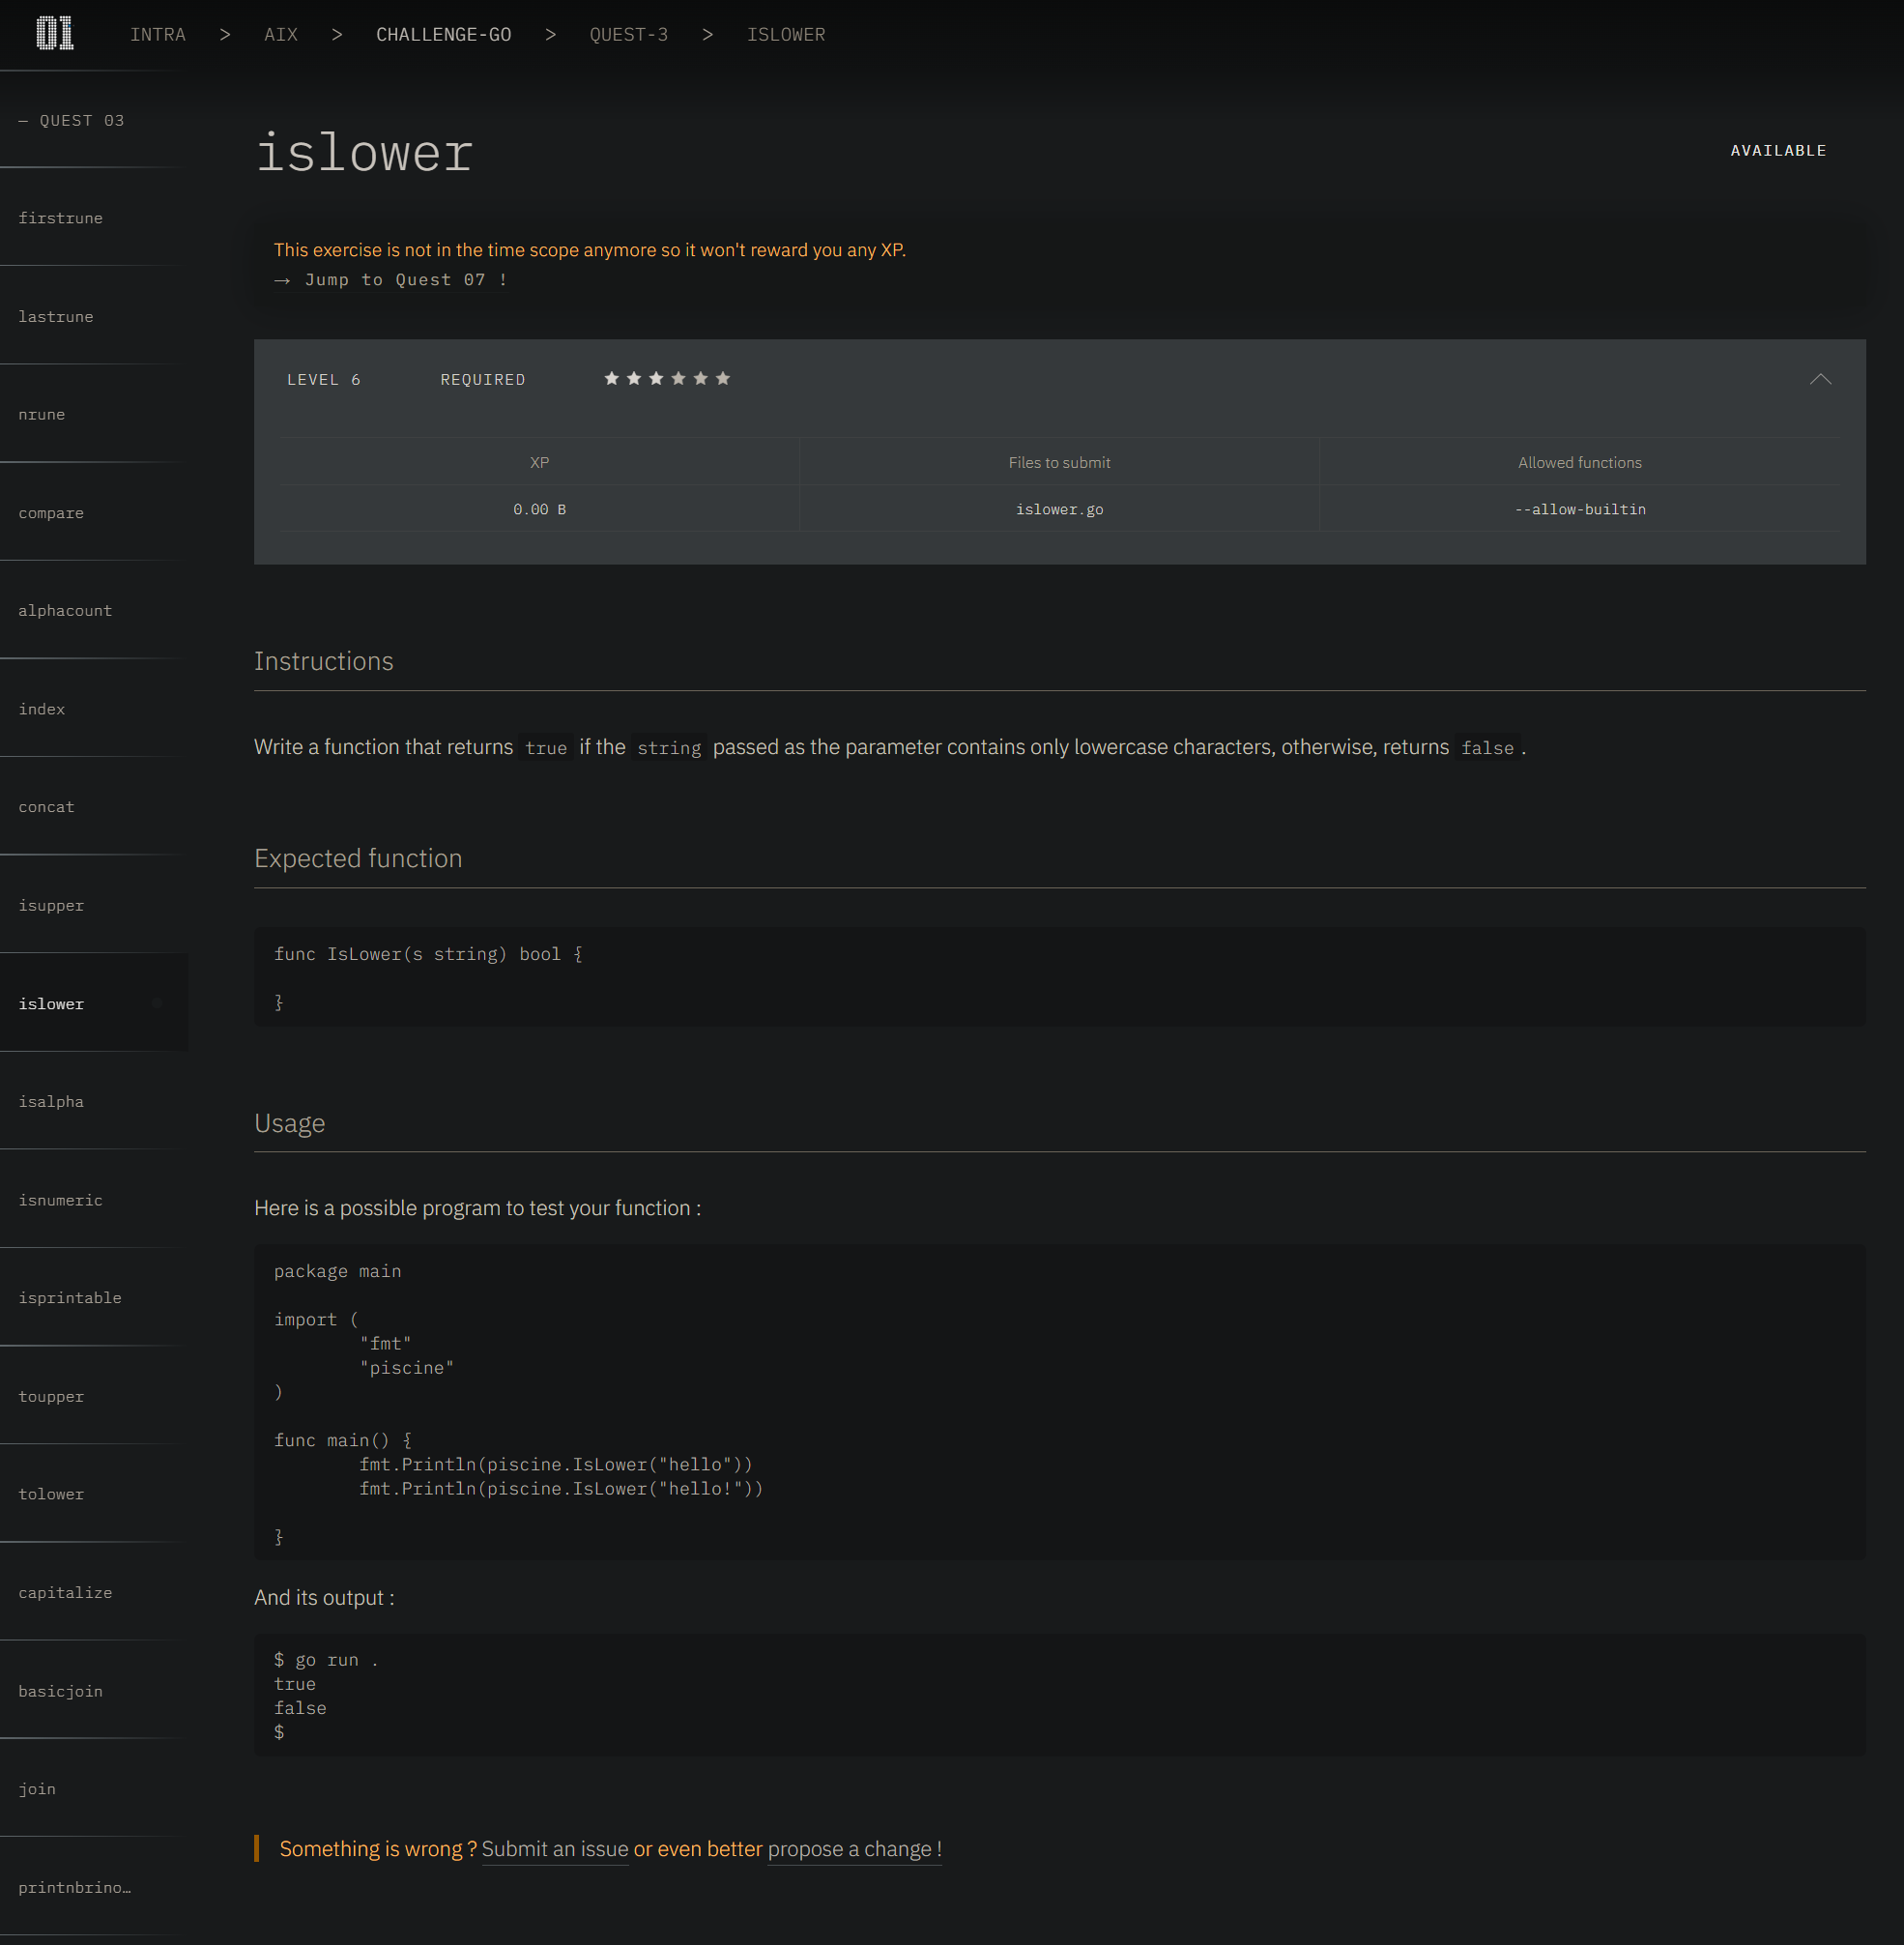 01 INTRA > AIX > CHALLENGE-GO > QUEST-3 > ISLOWER
— QUEST 03
firstrune
lastrune
nrune
compare
alphacount
index
concat
isupper
islower
isalpha
isnumeric
isprintable
toupper
tolower
capitalize
basicjoin
join
printnbrino…
islower
AVAILABLE
This exercise is not in the time scope anymore so it won't reward you any XP.
→ Jump to Quest 07 !
LEVEL 6 REQUIRED ★★★★★★
XP Files to submit Allowed functions
0.00 B islower.go --allow-builtin
Instructions
Write a function that returns true if the string passed as the parameter contains only lowercase characters, otherwise, returns false.
Expected function
func IsLower(s string) bool {
}
Usage
Here is a possible program to test your function :
package main
import (
"fmt"
"piscine"
)
func main() {
fmt.Println(piscine.IsLower("hello"))
fmt.Println(piscine.IsLower("hello!"))
}
And its output :
$ go run .
true
false
$
Something is wrong ? Submit an issue or even better propose a change !